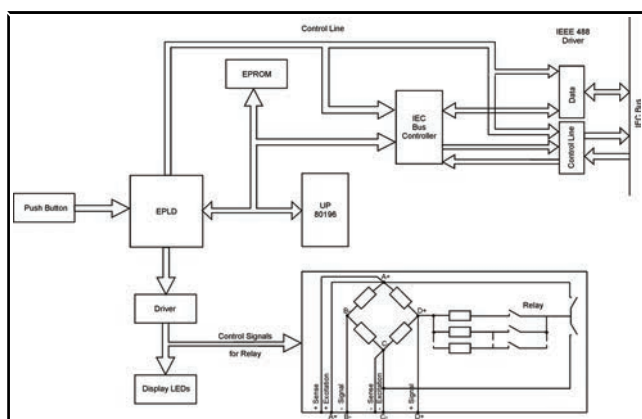 Control Line
IEEE 488
Driver
EPROM
IEC
Bus
Controller
Data
Control Line
IEC Bus
Push Button
EPLD
UP
80196
Driver
Control Signals
for Relay
Display LEDs
A+
B-
D+
C-
Relay
+ Sense
+ Excitation
- Signal
- Sense
- Excitation
+ Signal
A+
B-
C-
D+